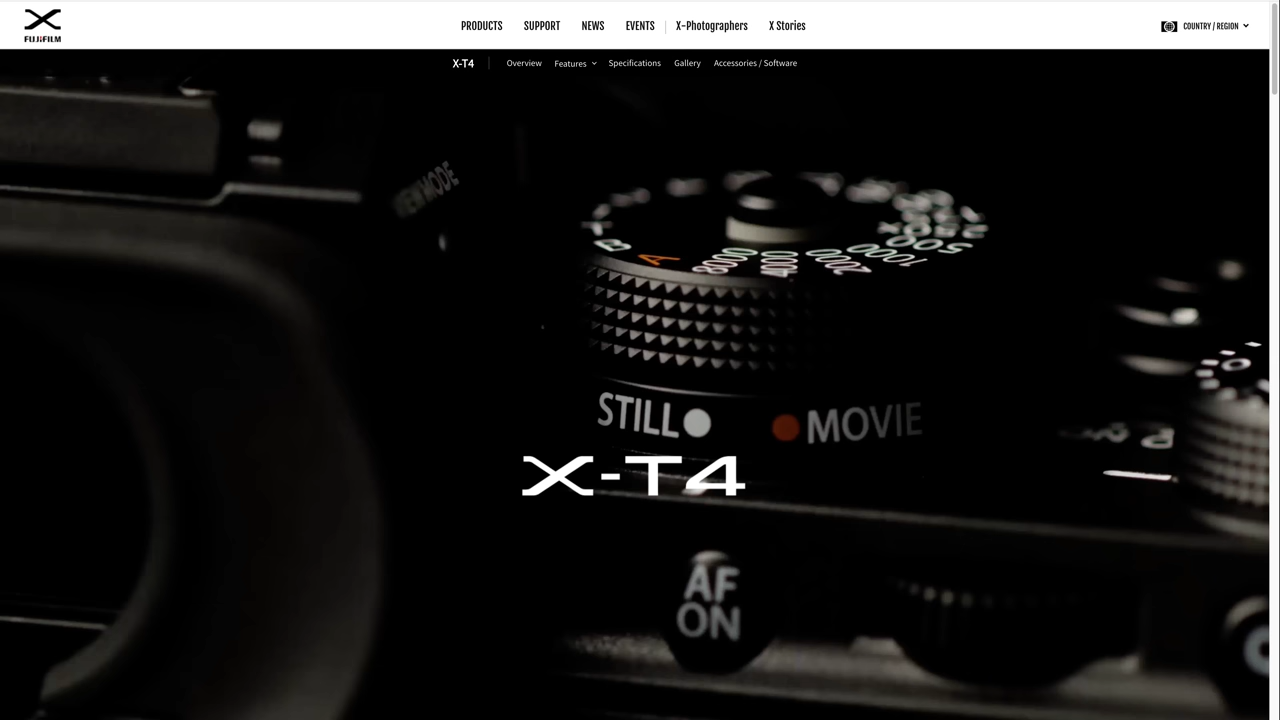 FUJIFILM
PRODUCTS SUPPORT NEWS EVENTS X-Photographers X Stories
COUNTRY / REGION
X-T4 Overview Features Specifications Gallery Accessories / Software
VIEW MODE
A 8000 4000 2000 1000 500
STILL MOVIE
X-T4
AF
ON